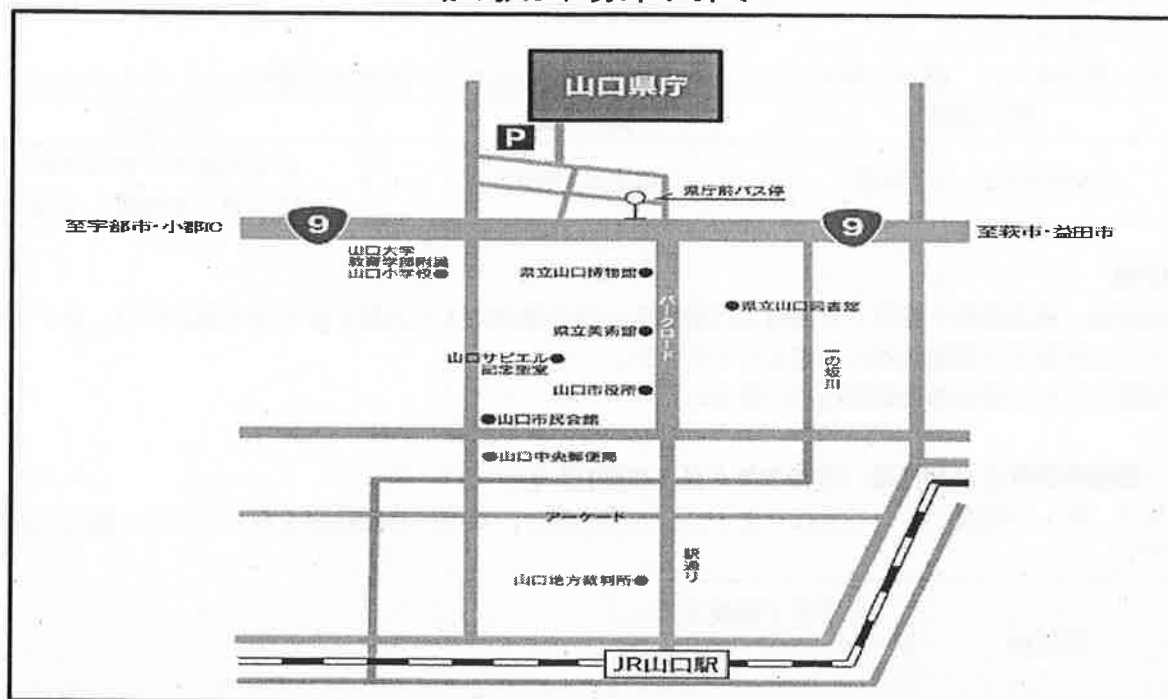 山口県庁
P
県庁前バス停
9
9
至宇部市・小郡IC
至萩市・益田市
山口大学
教育学部附属
山口小学校
県立山口博物館
パークロード
県立山口図書館
県立美術館
一の坂川
山口サビエル
記念聖堂
山口市役所
山口市民会館
山口中央郵便局
アーケード
駅通り
山口地方裁判所
JR山口駅